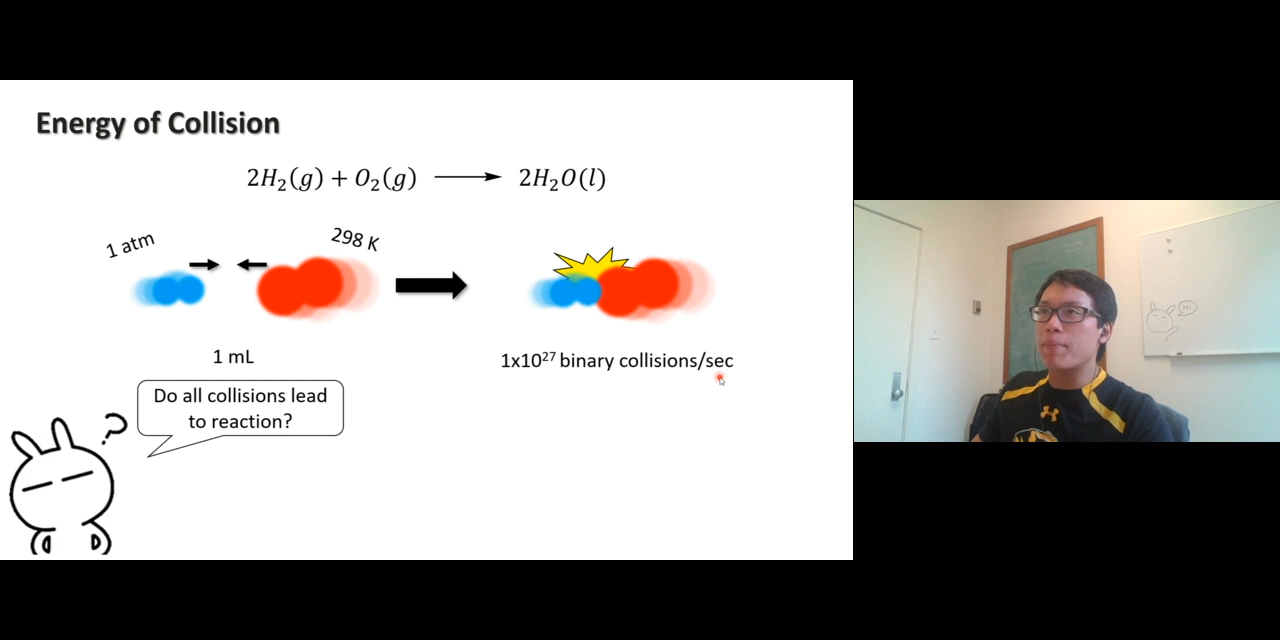 Energy of Collision
2H₂(g) + O₂(g) ⟶ 2H₂O(l)
1 atm
298 K
1 mL
1x10²⁷ binary collisions/sec
Do all collisions lead
to reaction?
?